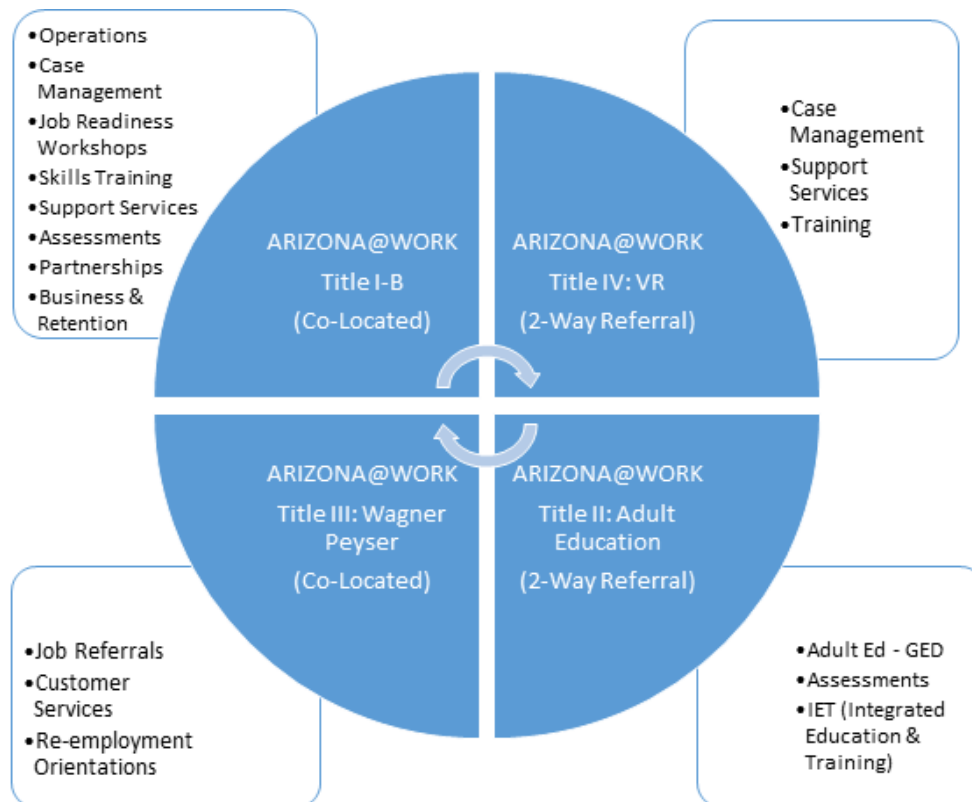 •Operations
•Case
Management
•Job Readiness
Workshops
•Skills Training
•Support Services
•Assessments
•Partnerships
•Business &
Retention
ARIZONA@WORK
Title I-B
(Co-Located)
ARIZONA@WORK
Title IV: VR
(2-Way Referral)
•Case
Management
•Support
Services
•Training
ARIZONA@WORK
Title III: Wagner
Peyser
(Co-Located)
ARIZONA@WORK
Title II: Adult
Education
(2-Way Referral)
•Job Referrals
•Customer
Services
•Re-employment
Orientations
•Adult Ed - GED
•Assessments
•IET (Integrated
Education &
Training)